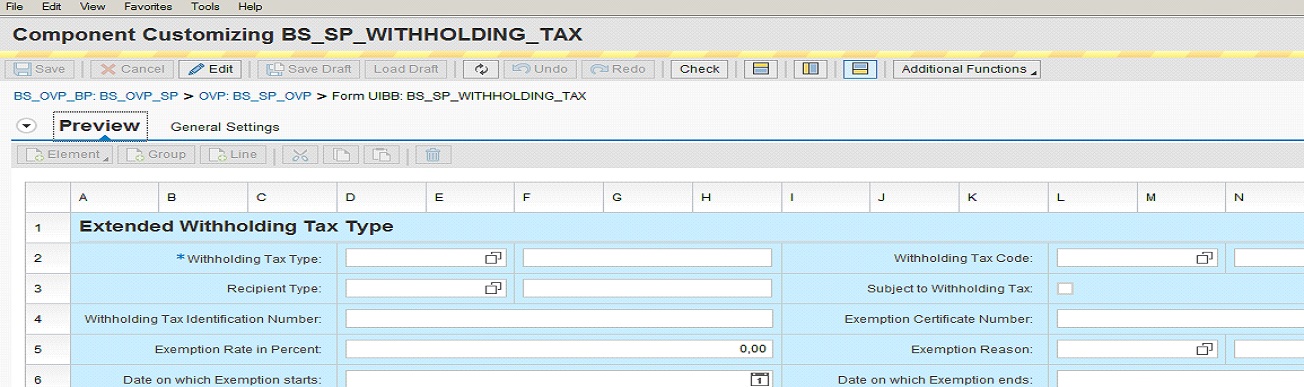 File Edit View Favorites Tools Help
Component Customizing BS_SP_WITHHOLDING_TAX
Save Cancel Edit Save Draft Load Draft Undo Redo Check Additional Functions
BS_OVP_BP: BS_OVP_SP > OVP: BS_SP_OVP > Form UIBB: BS_SP_WITHHOLDING_TAX
Preview General Settings
Element Group Line
A B C D E F G H I J K L M N
1 Extended Withholding Tax Type
2 * Withholding Tax Type: Withholding Tax Code:
3 Recipient Type: Subject to Withholding Tax:
4 Withholding Tax Identification Number: Exemption Certificate Number:
5 Exemption Rate in Percent: 0,00 Exemption Reason:
6 Date on which Exemption starts: 1 Date on which Exemption ends: